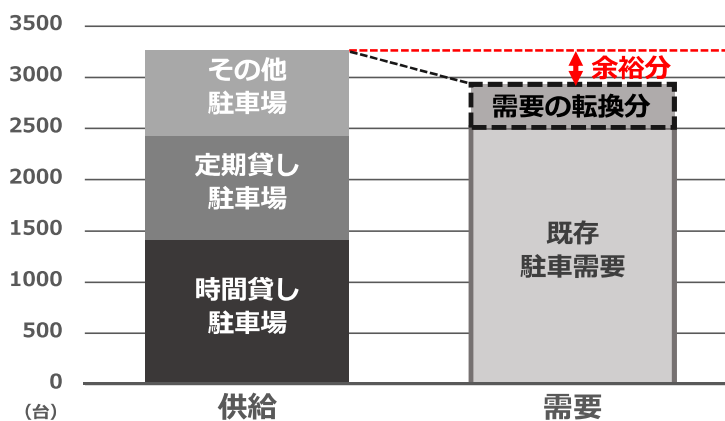 3500
3000
2500
2000
1500
1000
500
0
（台）
その他
駐車場
定期貸し
駐車場
時間貸し
駐車場
供給
余裕分
需要の転換分
既存
駐車需要
需要